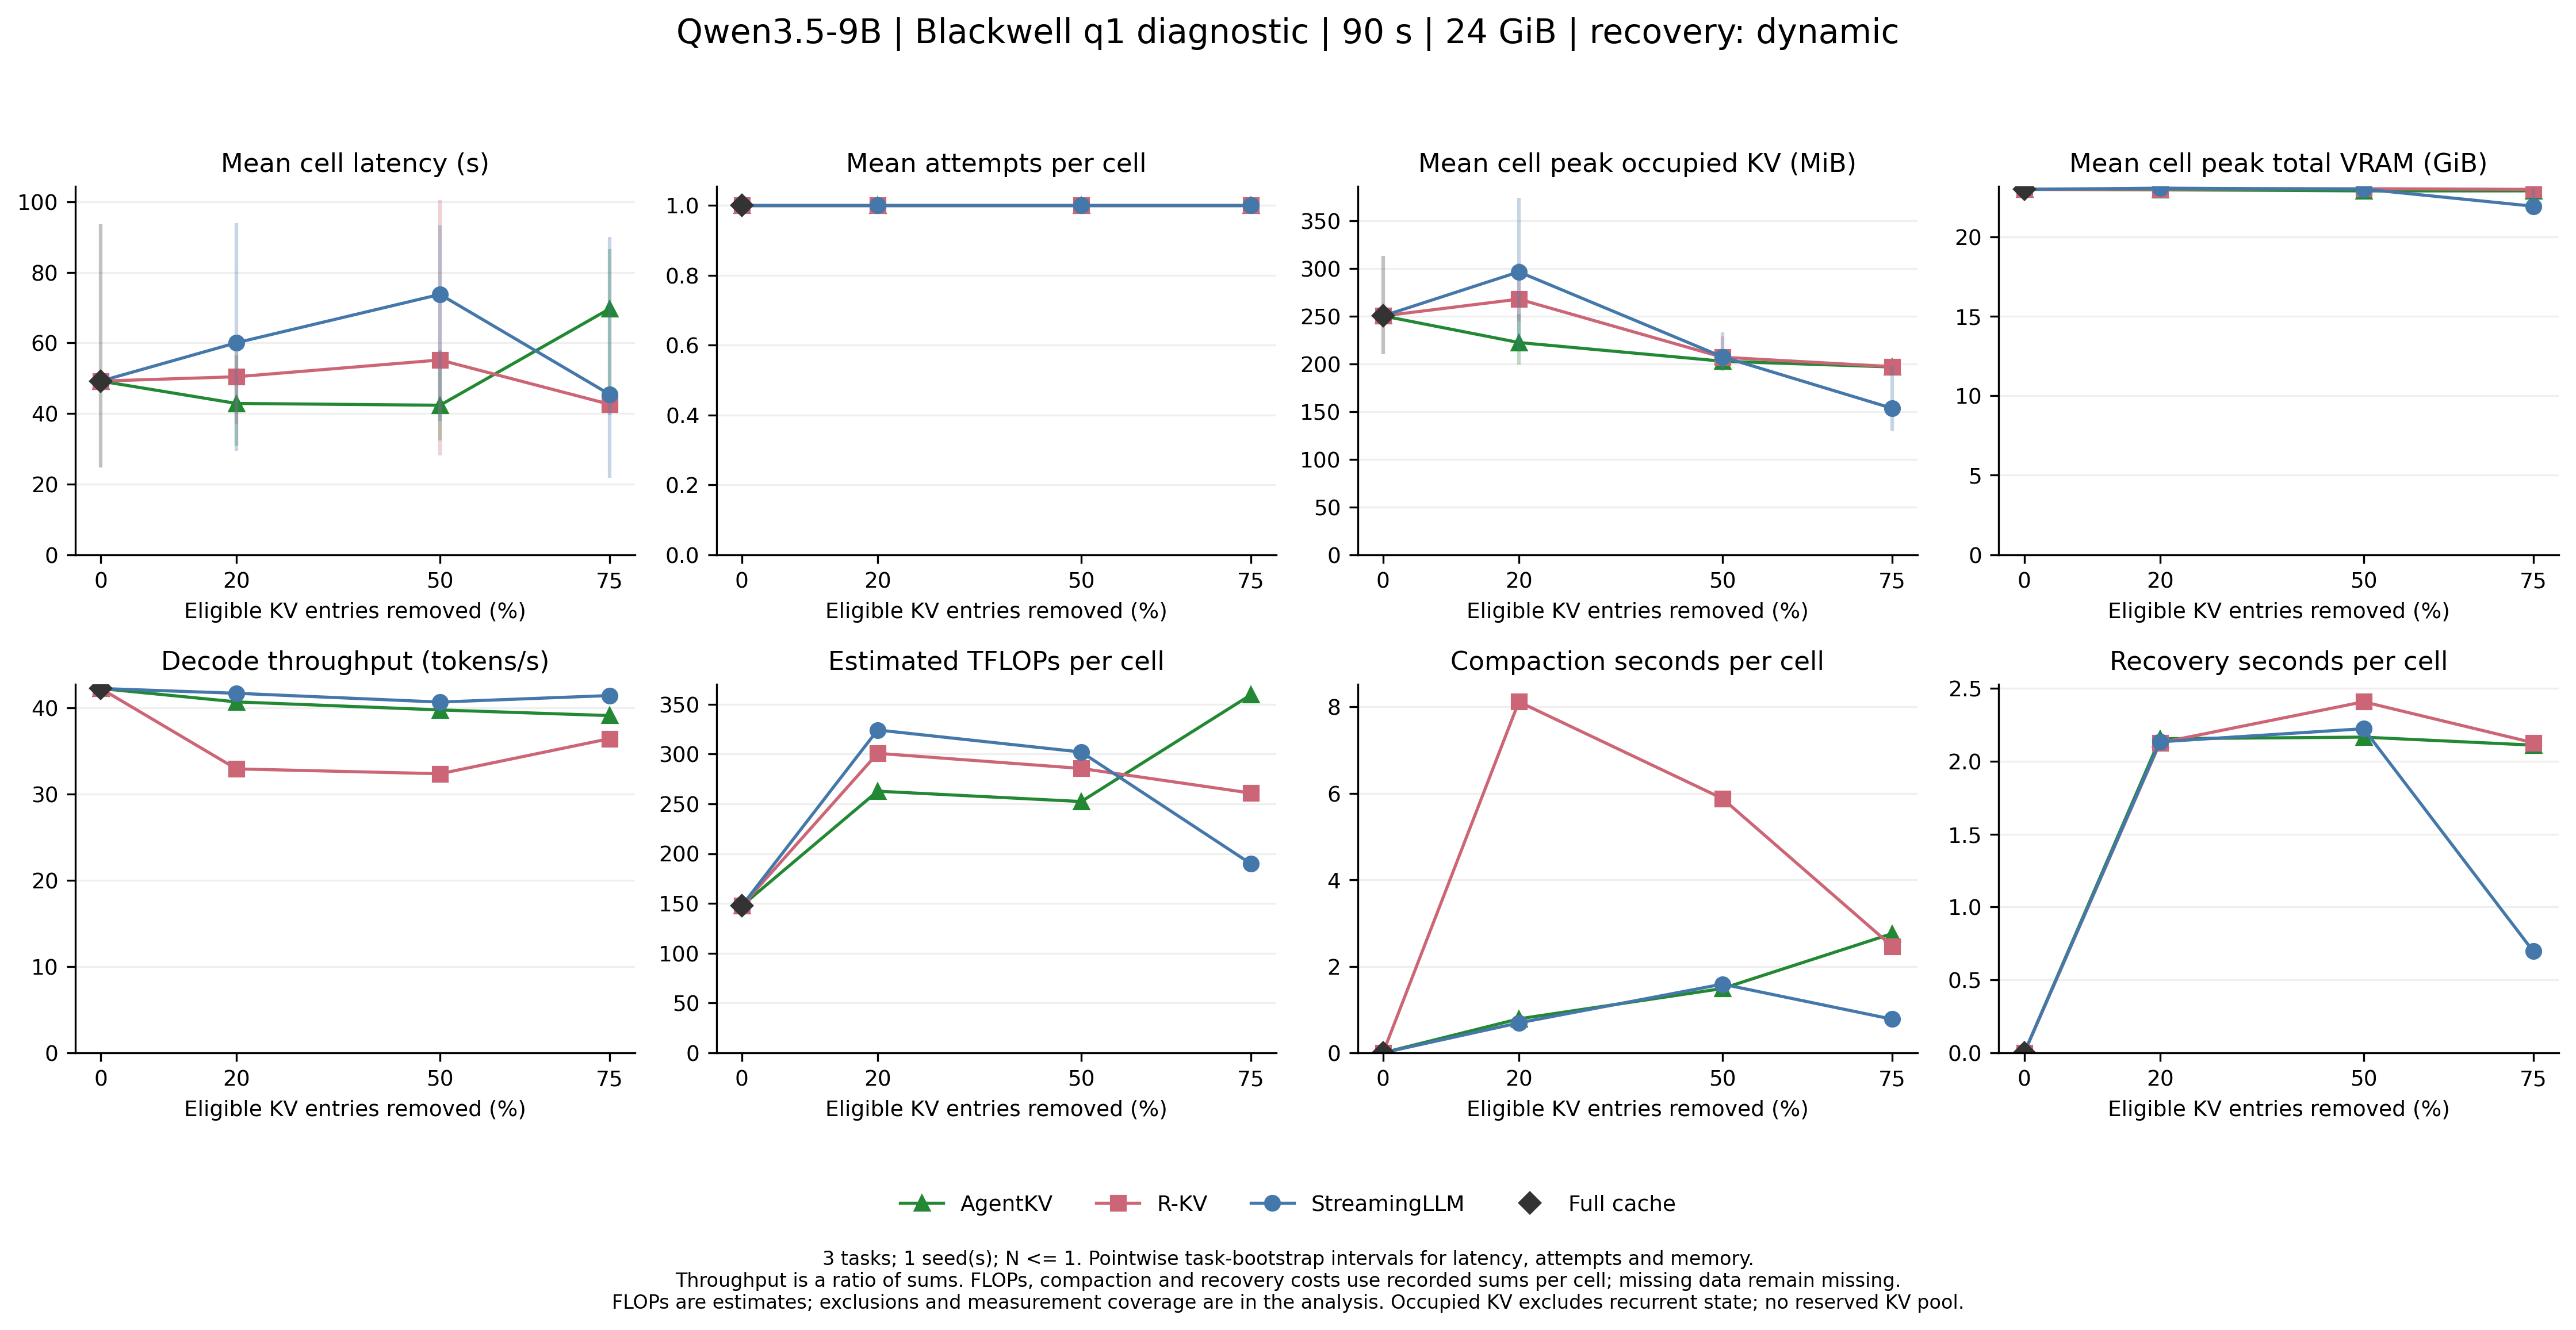 Qwen3.5-9B | Blackwell q1 diagnostic | 90 s | 24 GiB | recovery: dynamic
Mean cell latency (s)
100
80
60
40
20
0
0 20 50 75
Eligible KV entries removed (%)
Mean attempts per cell
1.0
0.8
0.6
0.4
0.2
0.0
0 20 50 75
Eligible KV entries removed (%)
Mean cell peak occupied KV (MiB)
350
300
250
200
150
100
50
0
0 20 50 75
Eligible KV entries removed (%)
Mean cell peak total VRAM (GiB)
20
15
10
5
0
0 20 50 75
Eligible KV entries removed (%)
Decode throughput (tokens/s)
40
30
20
10
0
0 20 50 75
Eligible KV entries removed (%)
Estimated TFLOPs per cell
350
300
250
200
150
100
50
0
0 20 50 75
Eligible KV entries removed (%)
Compaction seconds per cell
8
6
4
2
0
0 20 50 75
Eligible KV entries removed (%)
Recovery seconds per cell
2.5
2.0
1.5
1.0
0.5
0.0
0 20 50 75
Eligible KV entries removed (%)
AgentKV R-KV StreamingLLM Full cache
3 tasks; 1 seed(s); N <= 1. Pointwise task-bootstrap intervals for latency, attempts and memory.
Throughput is a ratio of sums. FLOPs, compaction and recovery costs use recorded sums per cell; missing data remain missing.
FLOPs are estimates; exclusions and measurement coverage are in the analysis. Occupied KV excludes recurrent state; no reserved KV pool.